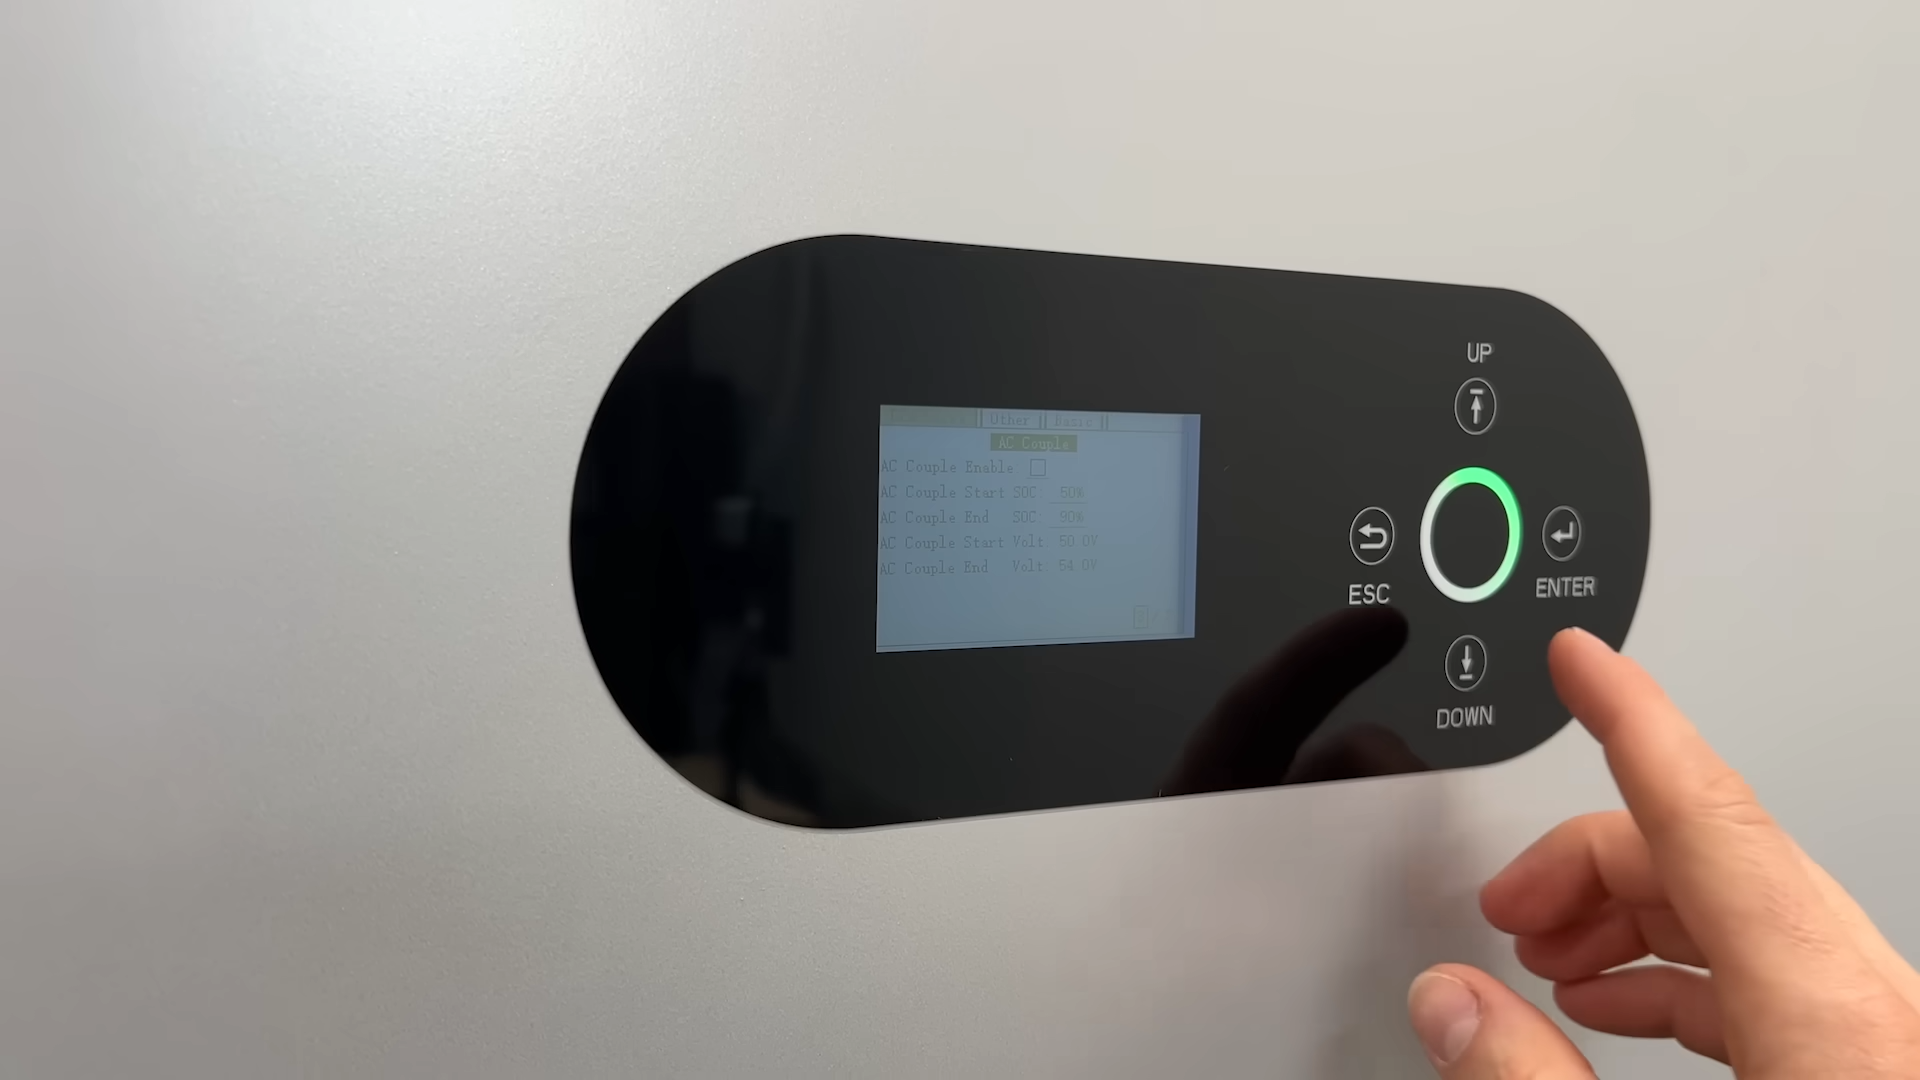 Other Basic
AC Couple
AC Couple Enable
AC Couple Start SOC: 50%
AC Couple End SOC: 90%
AC Couple Start Volt: 50.0V
AC Couple End Volt: 54.0V
UP
ESC
ENTER
DOWN